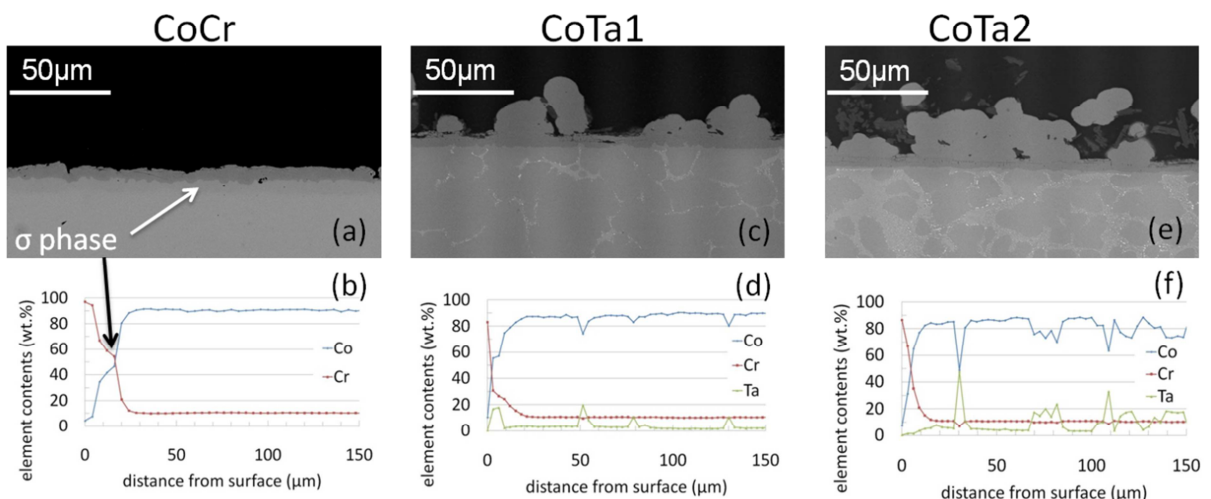 CoCr CoTa1 CoTa2
50µm 50µm 50µm
σ phase (a) (c) (e)
(b) (d) (f)
element contents (wt.%)
100
80
60
40
20
0
Co
Cr
0 50 100 150
distance from surface (µm)
element contents (wt.%)
100
80
60
40
20
0
Co
Cr
Ta
0 50 100 150
distance from surface (µm)
element contents (wt.%)
100
80
60
40
20
0
Co
Cr
Ta
0 50 100 150
distance from surface (µm)